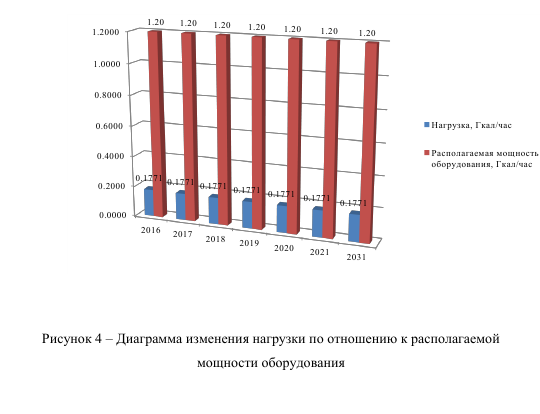 1.20 1.20 1.20 1.20 1.20 1.20 1.20
1.2000
1.0000
0.8000
0.6000
0.4000
0.2000
0.0000
0.1771 0.1771 0.1771 0.1771 0.1771 0.1771 0.1771
2016 2017 2018 2019 2020 2021 2031
Нагрузка, Гкал/час
Располагаемая мощность
оборудования, Гкал/час
Рисунок 4 – Диаграмма изменения нагрузки по отношению к располагаемой
мощности оборудования